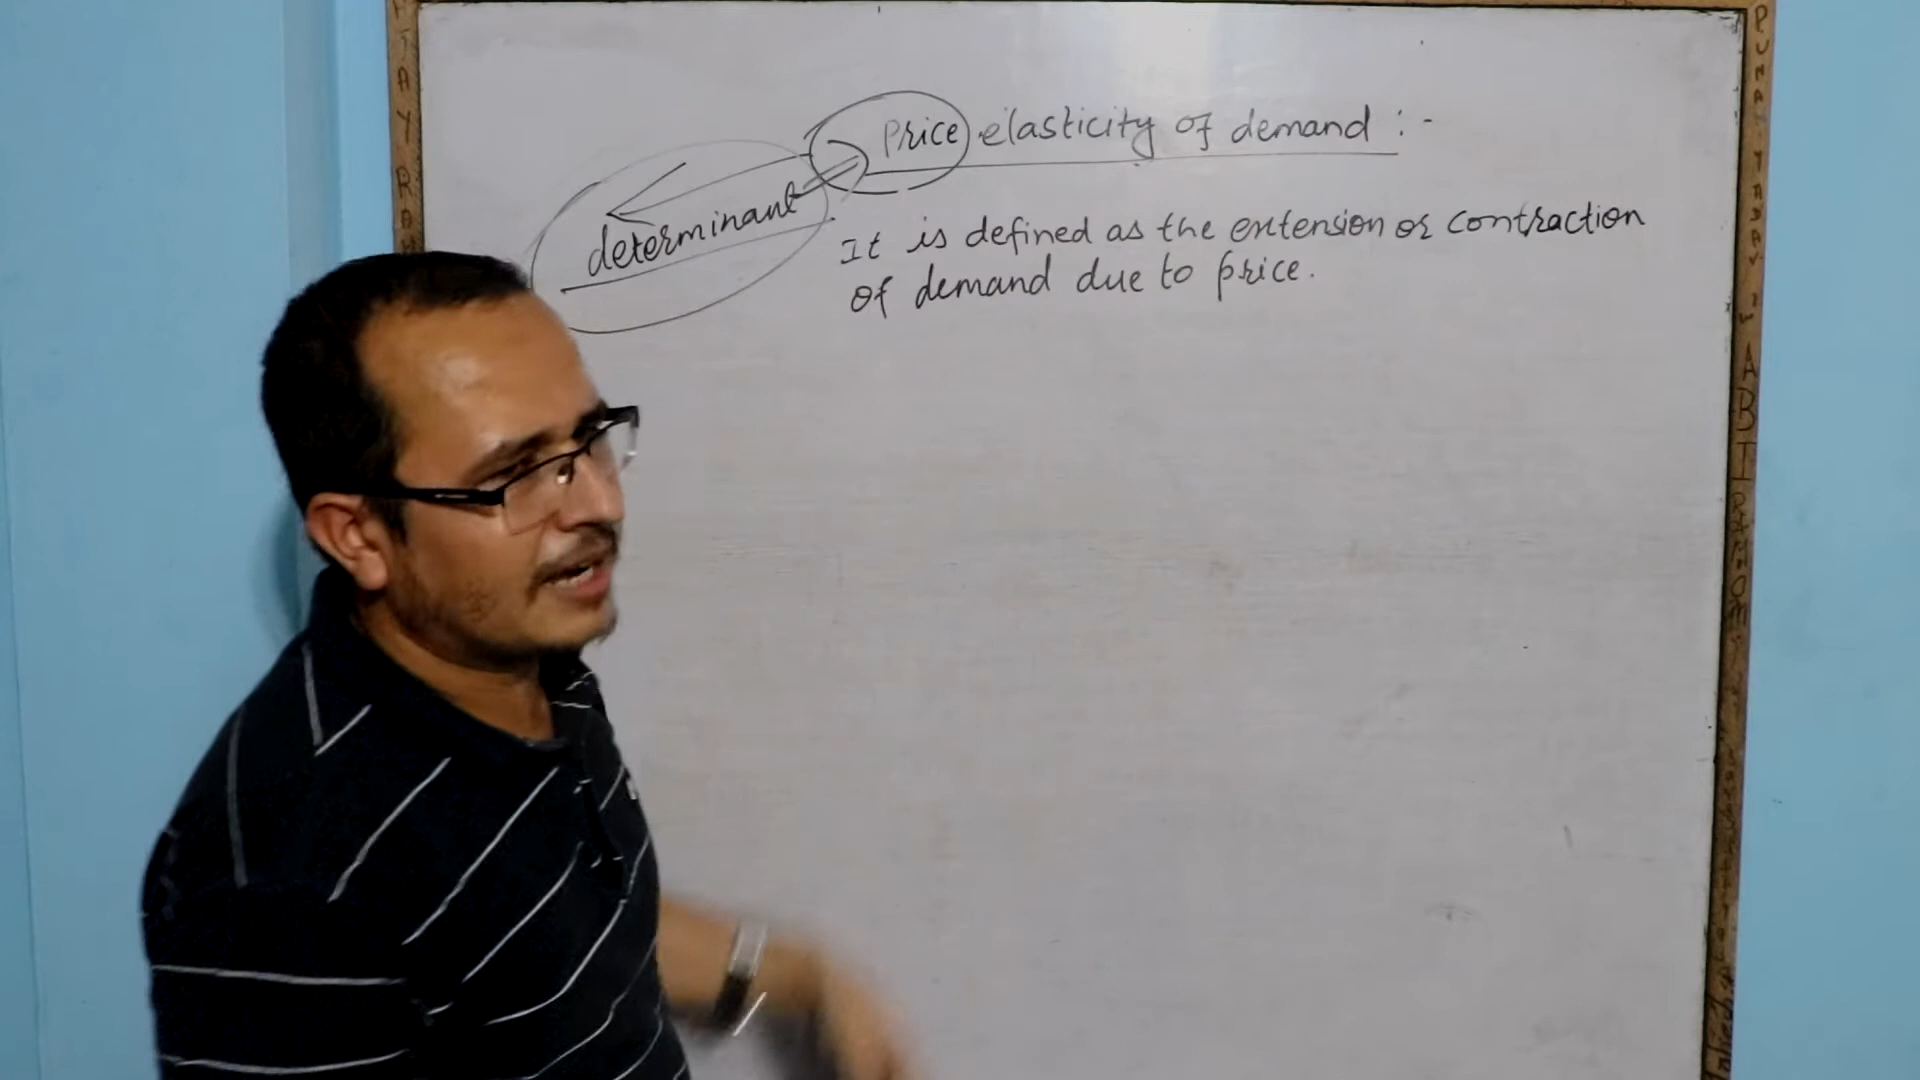 Price elasticity of demand :-
determinant
It is defined as the extension or contraction
of demand due to price.